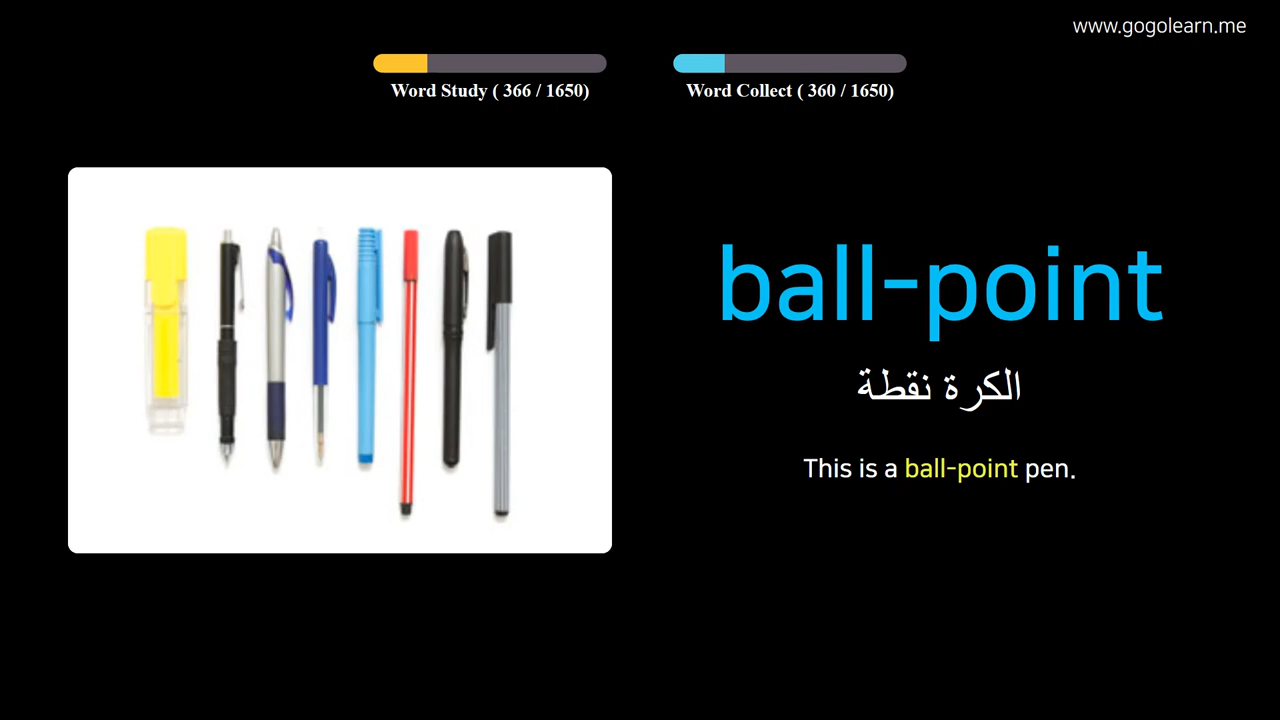 www.gogolearn.me
Word Study ( 366 / 1650)
Word Collect ( 360 / 1650)
ball-point
الكرة نقطة
This is a ball-point pen.